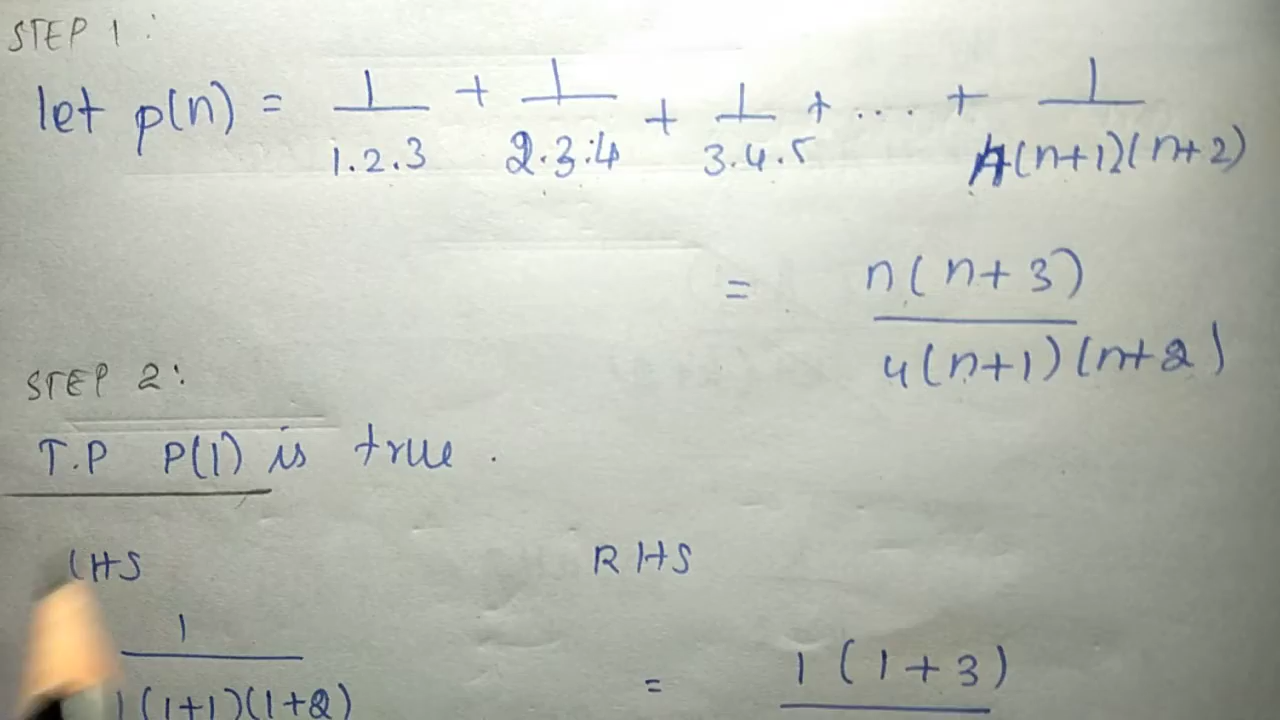 STEP 1:
let p(n) = 1/1.2.3 + 1/2.3.4 + 1/3.4.5 + ... + 1/n(n+1)(n+2)
= n(n+3)/4(n+1)(n+2)
STEP 2:
T.P P(1) is true.
LHS RHS
1/1(1+1)(1+2) = 1(1+3)